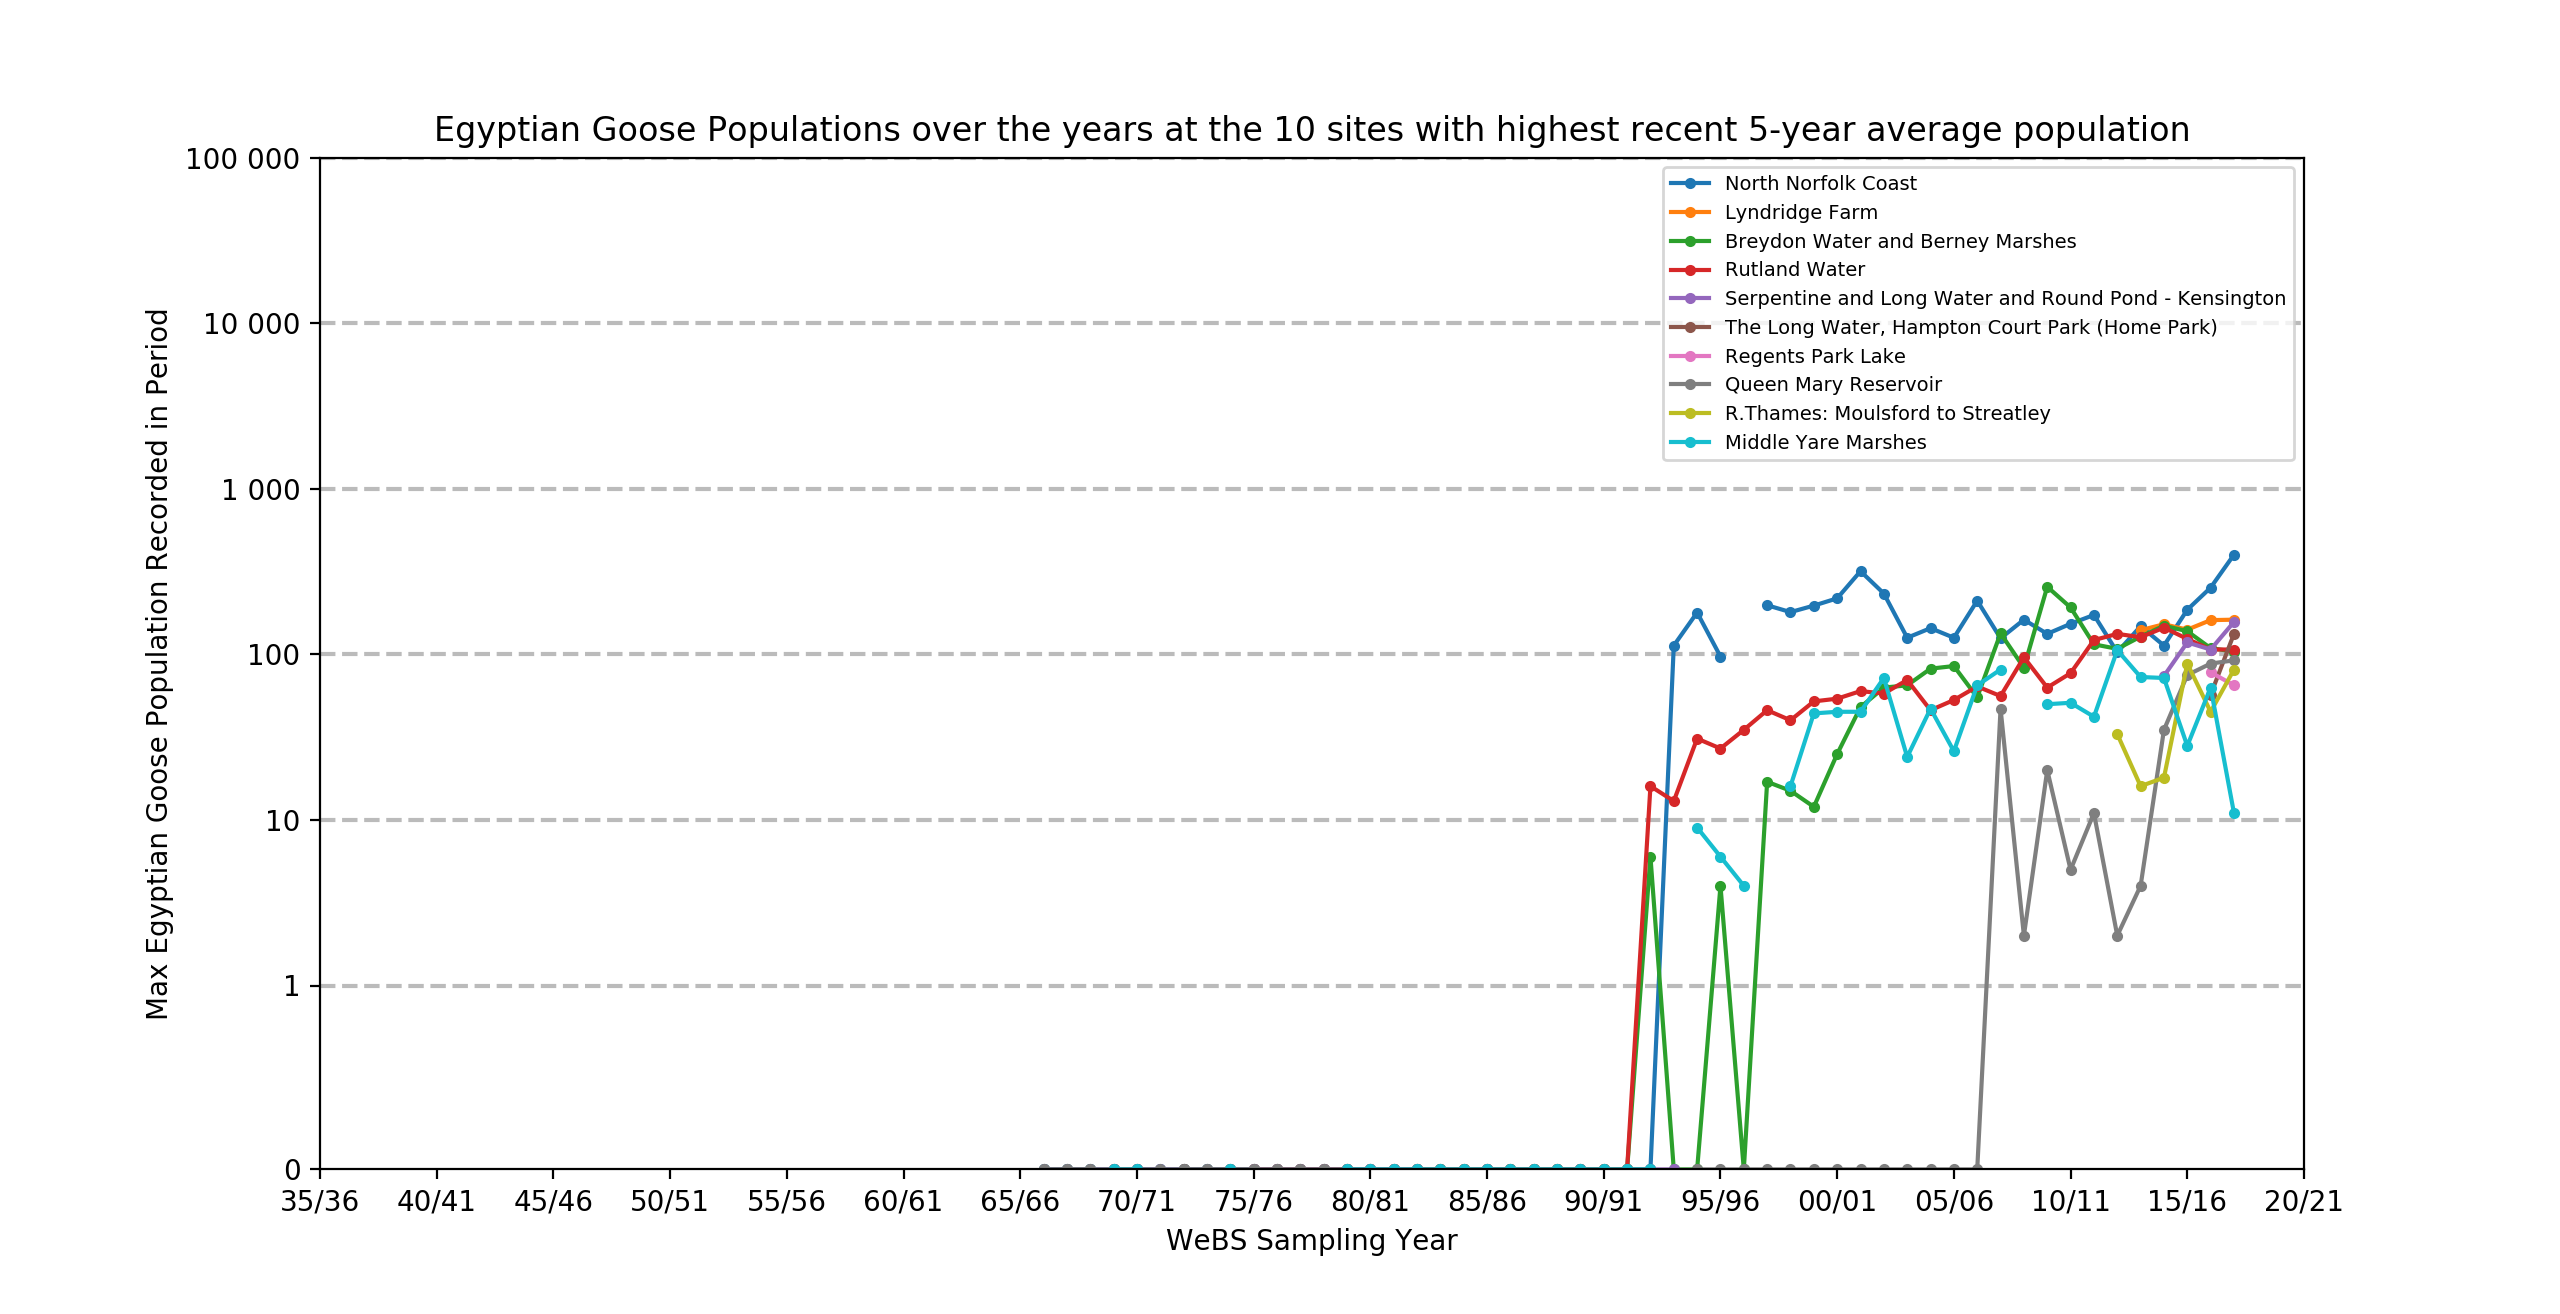 Egyptian Goose Populations over the years at the 10 sites with highest recent 5-year average population
100 000
10 000
1 000
100
10
1
0
Max Egyptian Goose Population Recorded in Period
North Norfolk Coast
Lyndridge Farm
Breydon Water and Berney Marshes
Rutland Water
Serpentine and Long Water and Round Pond - Kensington
The Long Water, Hampton Court Park (Home Park)
Regents Park Lake
Queen Mary Reservoir
R.Thames: Moulsford to Streatley
Middle Yare Marshes
35/36 40/41 45/46 50/51 55/56 60/61 65/66 70/71 75/76 80/81 85/86 90/91 95/96 00/01 05/06 10/11 15/16 20/21
WeBS Sampling Year